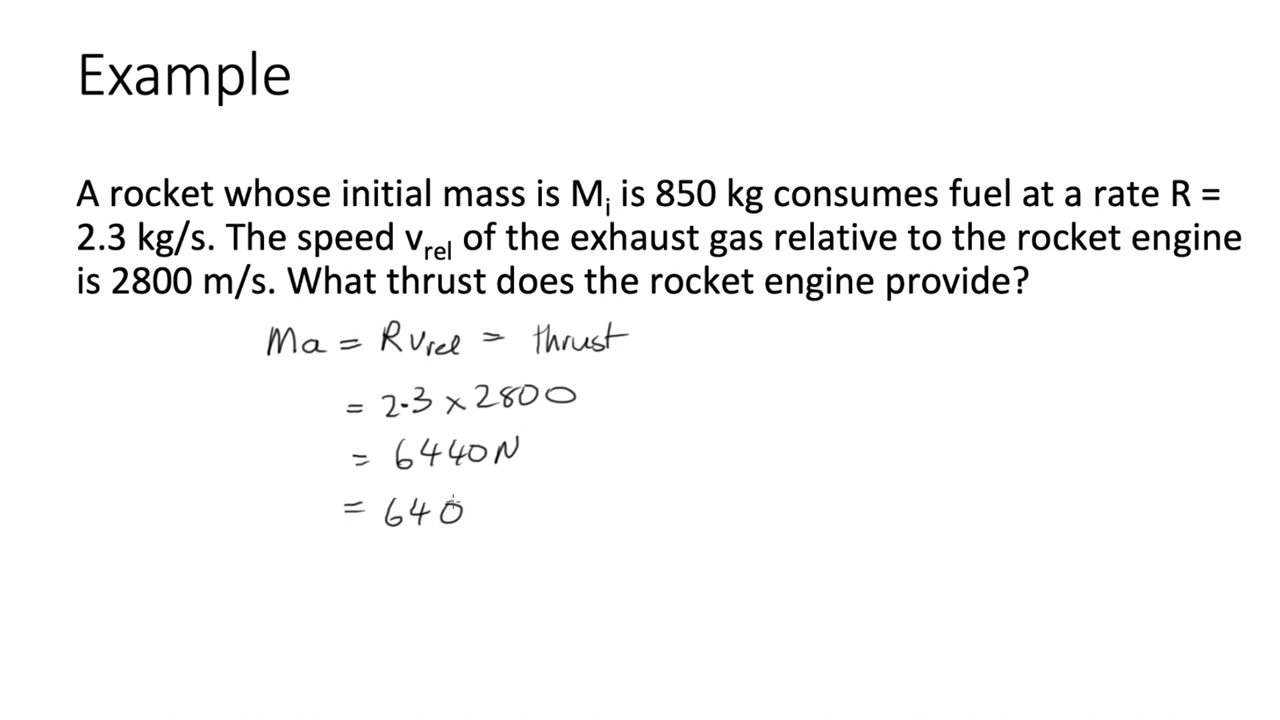 Example
A rocket whose initial mass is Mᵢ is 850 kg consumes fuel at a rate R =
2.3 kg/s. The speed vrel of the exhaust gas relative to the rocket engine
is 2800 m/s. What thrust does the rocket engine provide?
Ma = Rvrel = thrust
= 2.3 x 2800
= 6440N
= 640